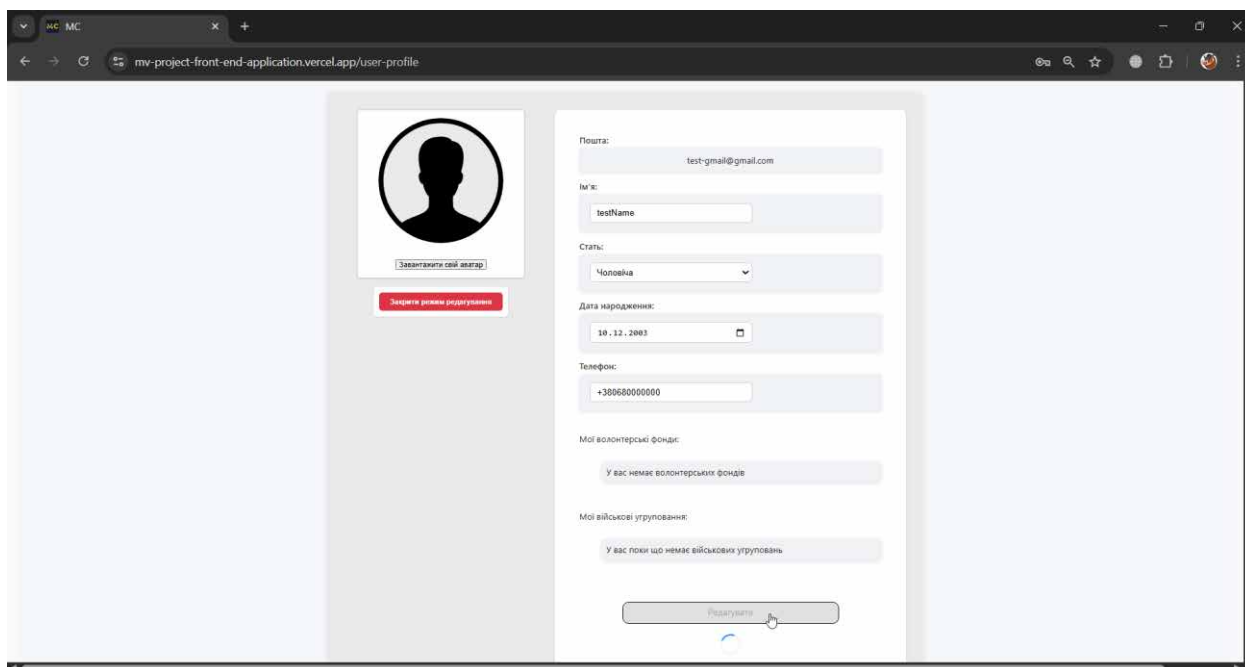 MC MC
mv-project-front-end-application.vercel.app/user-profile
Завантажити свій аватар
Закрити режим редагування
Пошта:
test-gmail@gmail.com
Ім'я:
testName
Стать:
Чоловіча
Дата народження:
10.12.2003
Телефон:
+380680000000
Мої волонтерські фонди:
У вас немає волонтерських фондів
Мої військові угруповання:
У вас поки що немає військових угруповань
Редагувати